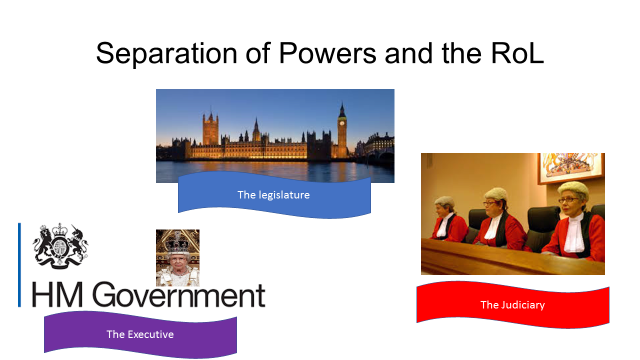 Separation of Powers and the RoL
The legislature
HM Government
The Executive
The Judiciary